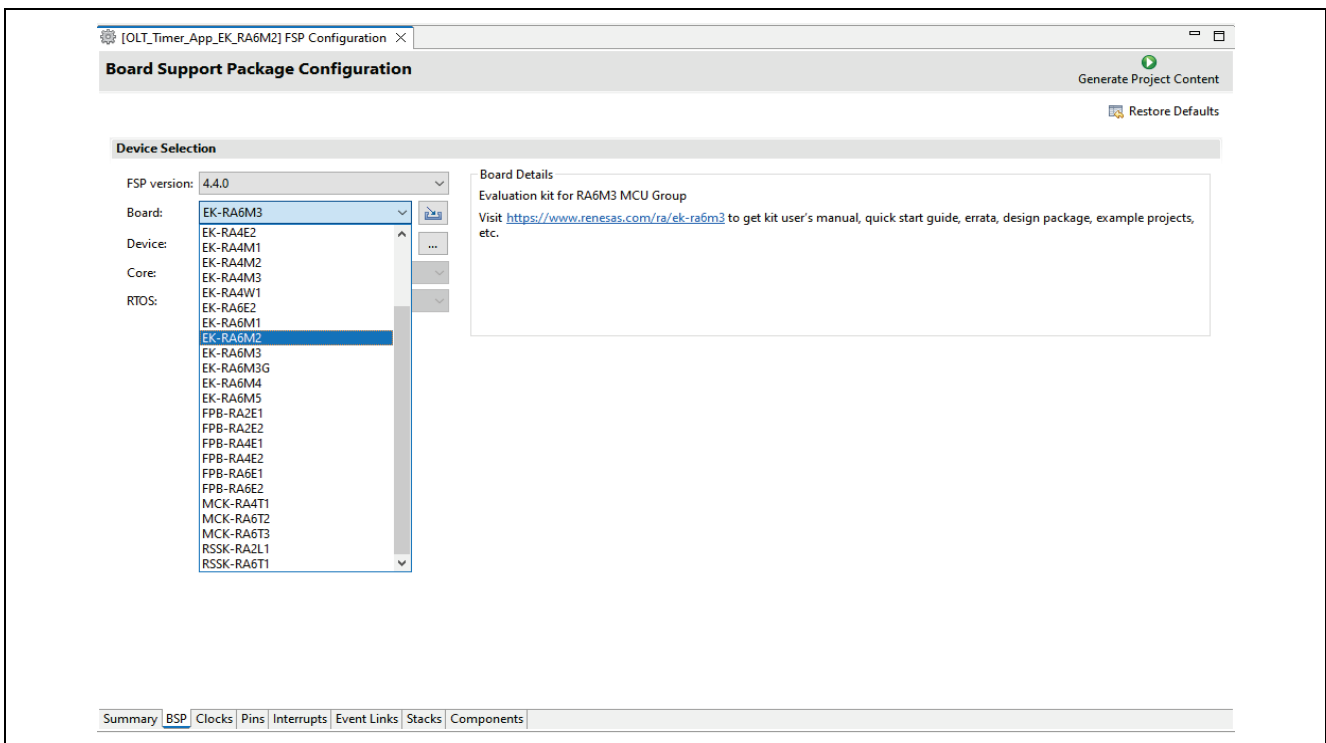 [OLT_Timer_App_EK_RA6M2] FSP Configuration
Board Support Package Configuration
Generate Project Content
Restore Defaults
Device Selection
FSP version: 4.4.0
Board: EK-RA6M3
Device:
...
Core:
RTOS:
EK-RA4E2
EK-RA4M1
EK-RA4M2
EK-RA4M3
EK-RA4W1
EK-RA6E2
EK-RA6M1
EK-RA6M2
EK-RA6M3
EK-RA6M3G
EK-RA6M4
EK-RA6M5
FPB-RA2E1
FPB-RA2E2
FPB-RA4E1
FPB-RA4E2
FPB-RA6E1
FPB-RA6E2
MCK-RA4T1
MCK-RA6T2
MCK-RA6T3
RSSK-RA2L1
RSSK-RA6T1
Board Details
Evaluation kit for RA6M3 MCU Group
Visit https://www.renesas.com/ra/ek-ra6m3 to get kit user's manual, quick start guide, errata, design package, example projects,
etc.
Summary BSP Clocks Pins Interrupts Event Links Stacks Components